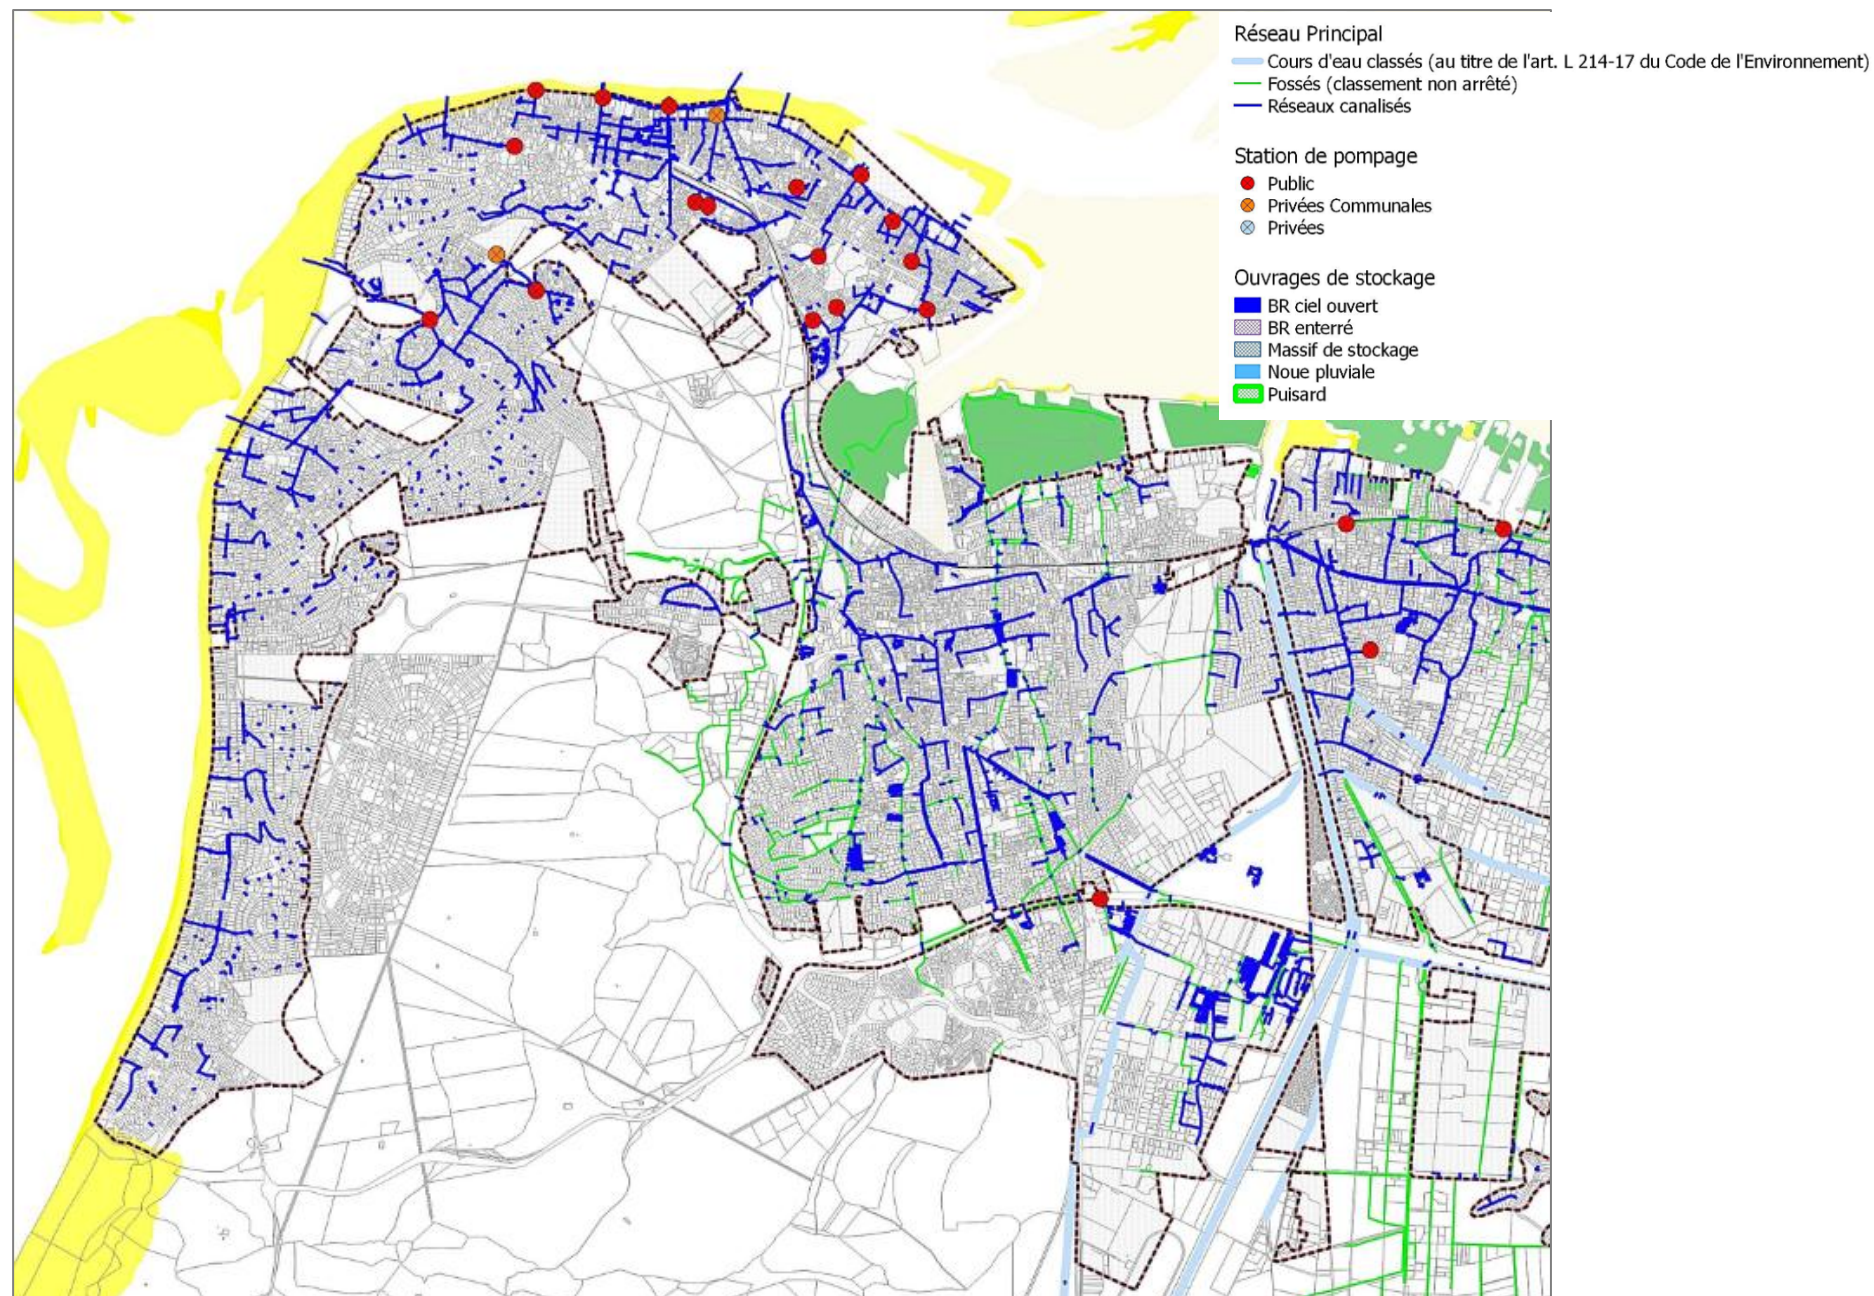 Réseau Principal
Cours d'eau classés (au titre de l'art. L 214-17 du Code de l'Environnement)
Fossés (classement non arrêté)
Réseaux canalisés
Station de pompage
Public
Privées Communales
Privées
Ouvrages de stockage
BR ciel ouvert
BR enterré
Massif de stockage
Noue pluviale
Puisard